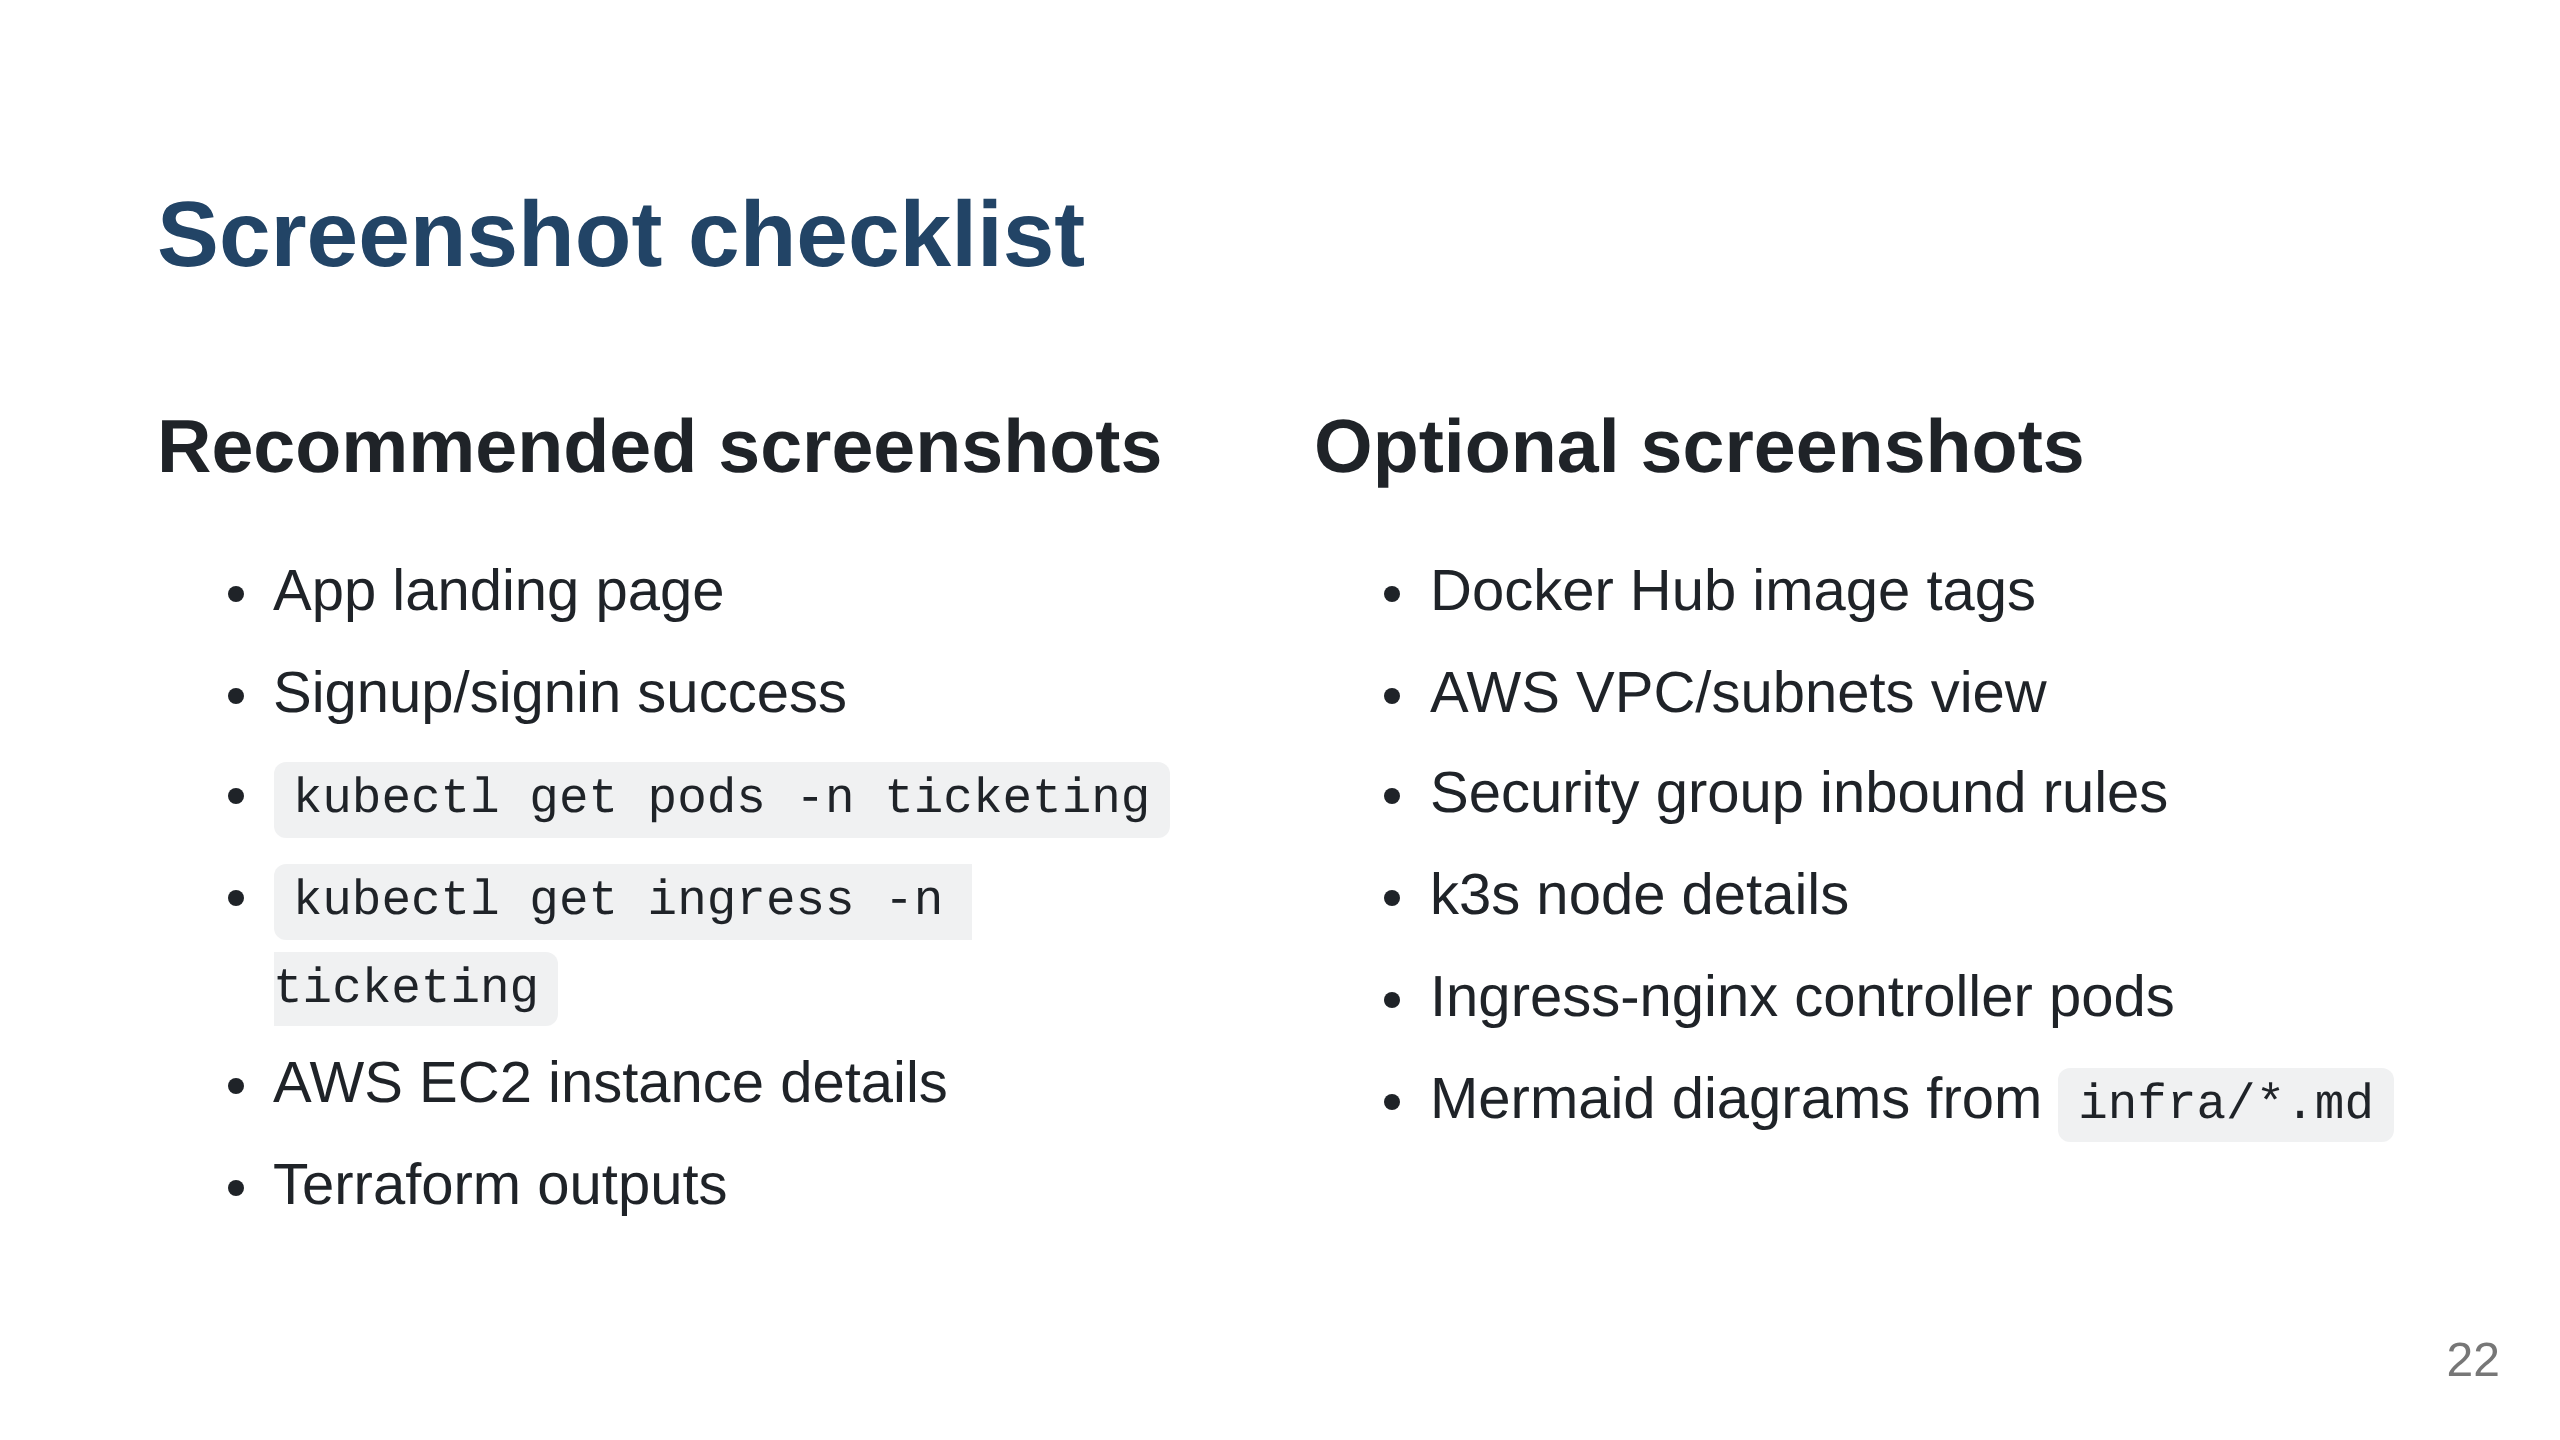 Screenshot checklist
Recommended screenshots
App landing page
Signup/signin success
kubectl get pods -n ticketing
kubectl get ingress -n
ticketing
AWS EC2 instance details
Terraform outputs
Optional screenshots
Docker Hub image tags
AWS VPC/subnets view
Security group inbound rules
k3s node details
Ingress-nginx controller pods
Mermaid diagrams from infra/*.md
22